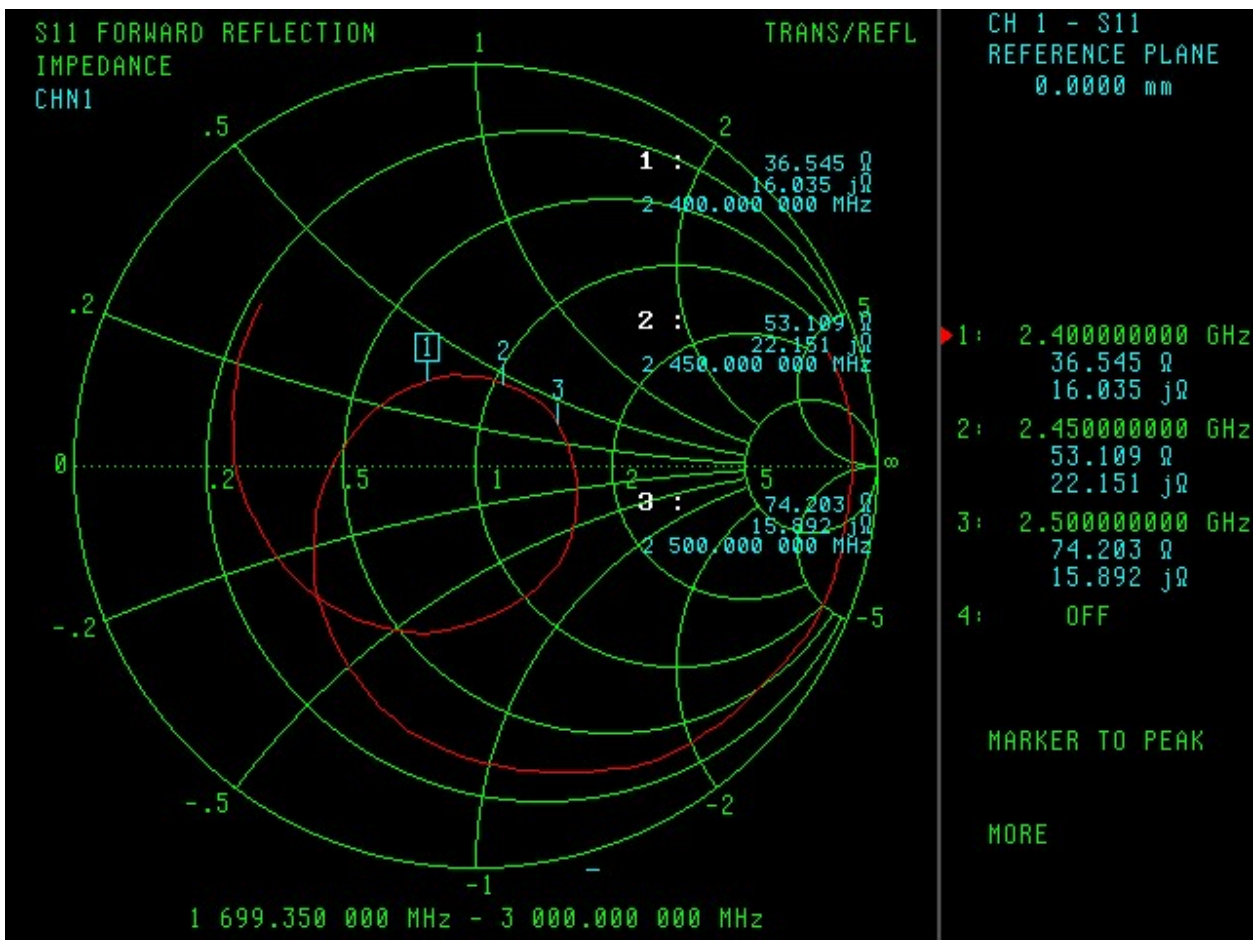 S11 FORWARD REFLECTION
IMPEDANCE
CHN1
TRANS/REFL
1
.5
2
.2
5
0
.2
.5
1
2
5
∞
-.2
-5
-.5
-2
-1
1
2
3
1 :
36.545 Ω
16.035 jΩ
2 400.000 000 MHz
2 :
53.109 Ω
22.151 jΩ
2 450.000 000 MHz
3 :
74.203 Ω
15.892 jΩ
2 500.000 000 MHz
1 699.350 000 MHz - 3 000.000 000 MHz
CH 1 - S11
REFERENCE PLANE
0.0000 mm
1: 2.400000000 GHz
36.545 Ω
16.035 jΩ
2: 2.450000000 GHz
53.109 Ω
22.151 jΩ
3: 2.500000000 GHz
74.203 Ω
15.892 jΩ
4: OFF
MARKER TO PEAK
MORE